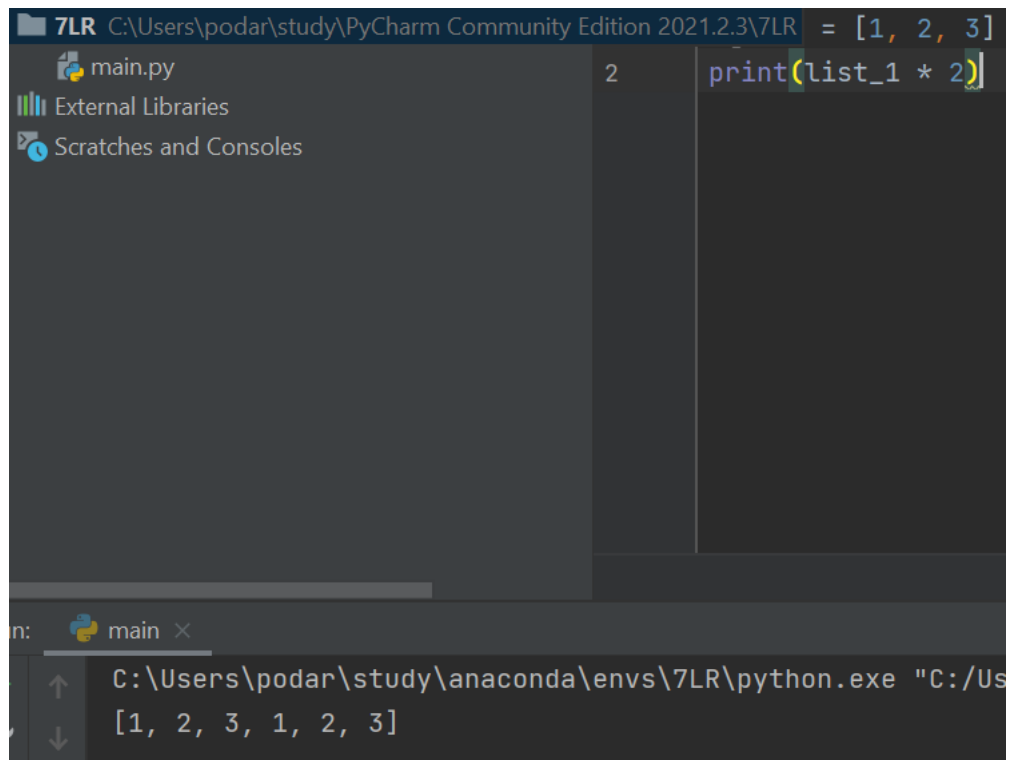 7LR C:\Users\podar\study\PyCharm Community Edition 2021.2.3\7LR = [1, 2, 3]
main.py
2 print(list_1 * 2)
External Libraries
Scratches and Consoles
main
C:\Users\podar\study\anaconda\envs\7LR\python.exe "C:/Us
[1, 2, 3, 1, 2, 3]